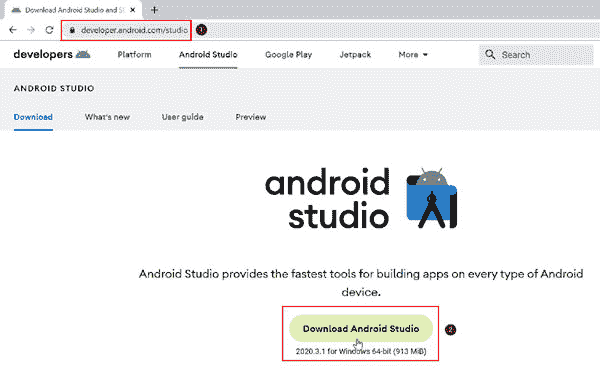 Download Android Studio and S
developer.android.com/studio 1
developers Platform Android Studio Google Play Jetpack More Search
ANDROID STUDIO
Download What's new User guide Preview
android
studio
Android Studio provides the fastest tools for building apps on every type of Android
device.
Download Android Studio 2
2020.3.1 for Windows 64-bit (913 MiB)